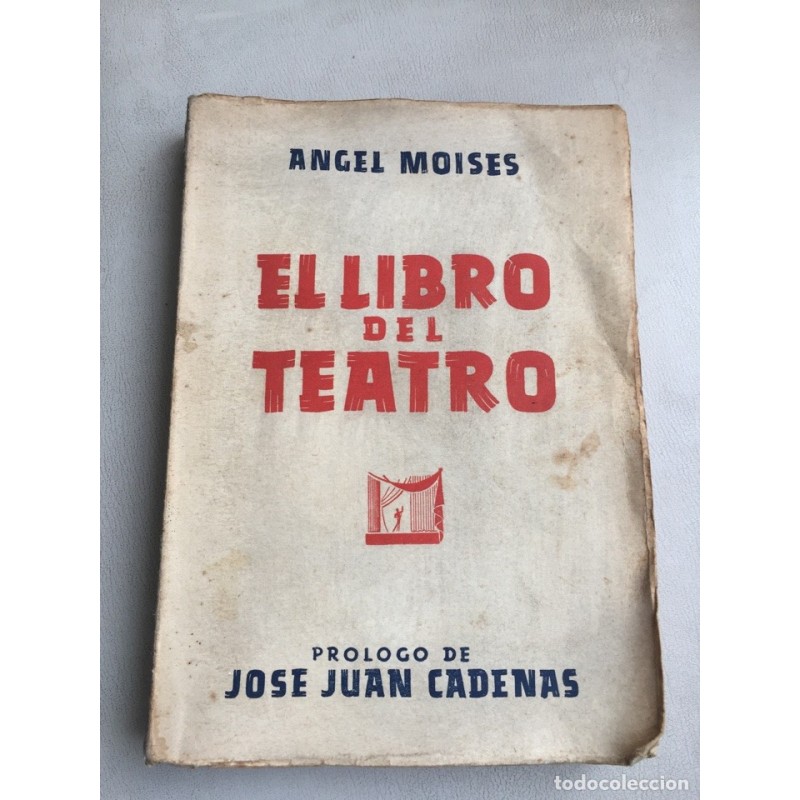 ANGEL MOISES
EL LIBRO
DEL
TEATRO
PROLOGO DE
JOSE JUAN CADENAS
todocoleccion